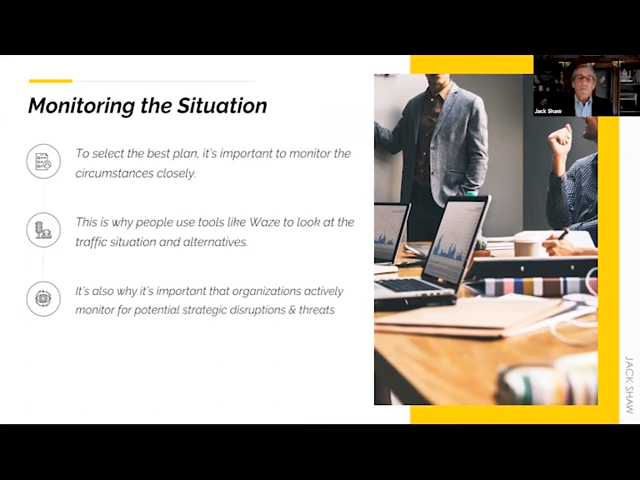 Jack Shaw
Monitoring the Situation
To select the best plan, it's important to monitor the
circumstances closely.
This is why people use tools like Waze to look at the
traffic situation and alternatives.
It's also why it's important that organizations actively
monitor for potential strategic disruptions & threats
JACK SHAW